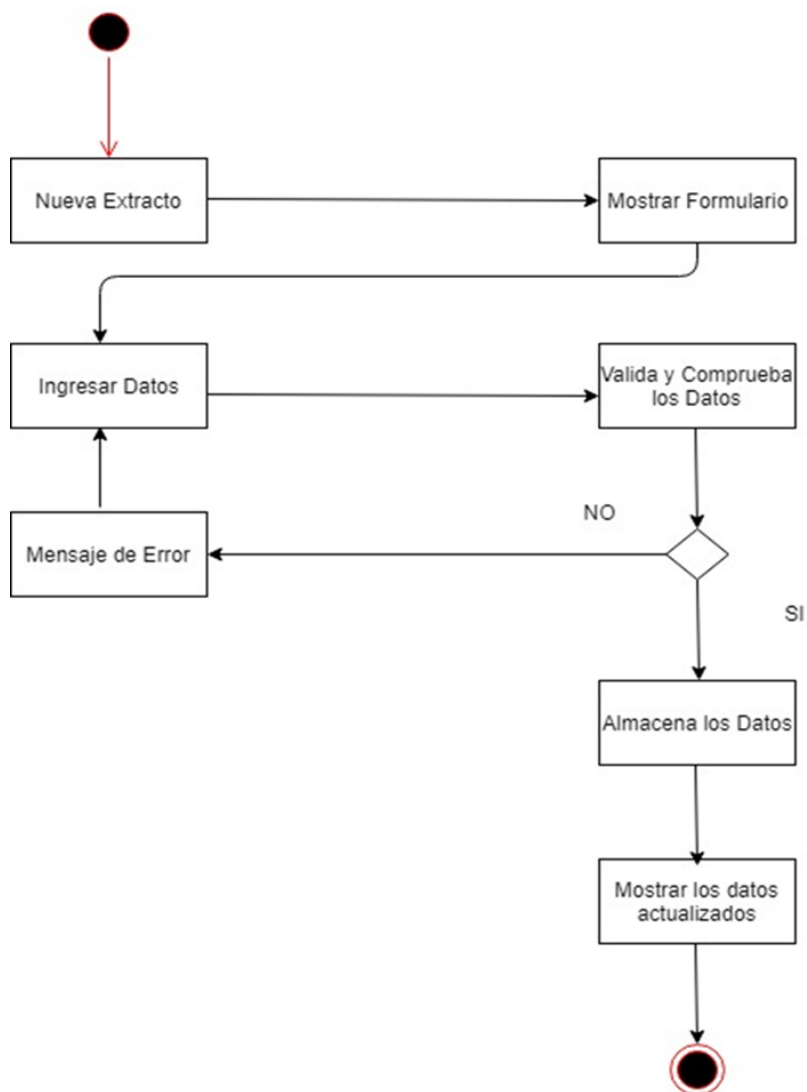 Nueva Extracto
Mostrar Formulario
Ingresar Datos
Valida y Comprueba
los Datos
NO
Mensaje de Error
SI
Almacena los Datos
Mostrar los datos
actualizados